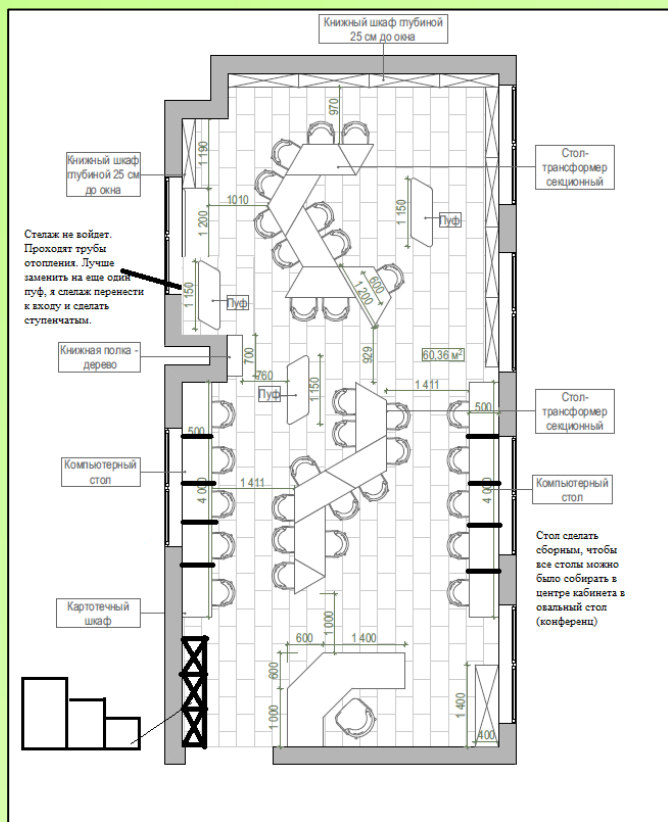 Книжный шкаф глубиной
25 см до окна
970
Книжный шкаф
глубиной 25 см
до окна
1190
Стол-
трансформер
секционный
1010
1 150
Пуф
1 200
Стелаж не войдет.
Проходят трубы
отопления. Лучше
заменить на еще один
пуф, я слелаж перенести
к входу и сделать
ступенчатым.
1 150
Пуф
600
1 200
Книжная полка -
дерево
700
929
60,36 м²
760
1 150
Пуф
1 411
500
500
Стол-
трансформер
секционный
Компьютерный
стол
4 000
1 411
4 000
Компьютерный
стол
Стол сделать
сборным, чтобы
все столы можно
было собирать в
центре кабинета в
овальный стол
(конференц)
Картотечный
шкаф
1 000
600
1 400
600
1 000
1 400
400